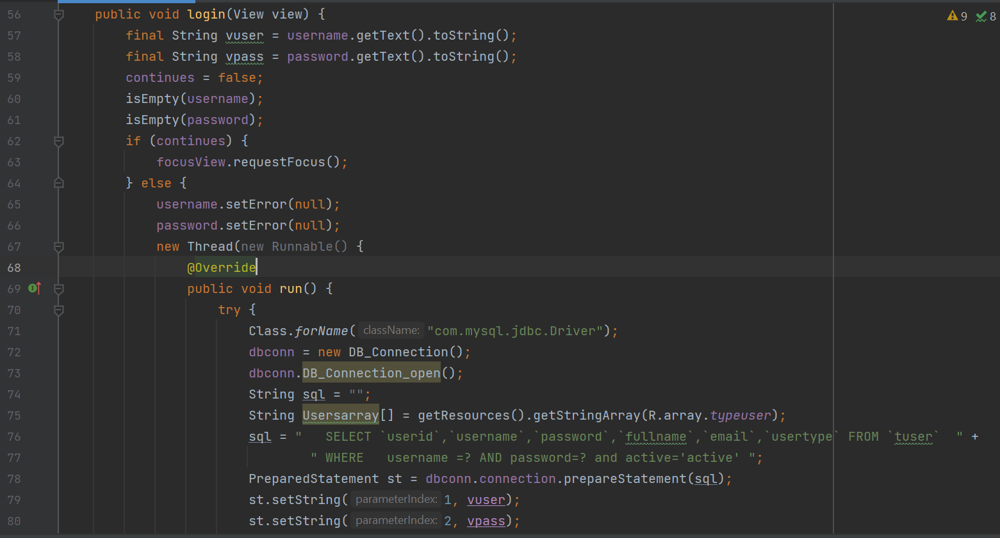 56 public void login(View view) {
⚠ 9 8
57 final String vuser = username.getText().toString();
58 final String vpass = password.getText().toString();
59 continues = false;
60 isEmpty(username);
61 isEmpty(password);
62 if (continues) {
63 focusView.requestFocus();
64 } else {
65 username.setError(null);
66 password.setError(null);
67 new Thread(new Runnable() {
68 @Override
69 public void run() {
70 try {
71 Class.forName( className: "com.mysql.jdbc.Driver");
72 dbconn = new DB_Connection();
73 dbconn.DB_Connection_open();
74 String sql = "";
75 String Usersarray[] = getResources().getStringArray(R.array.typeuser);
76 sql = "   SELECT `userid`,`username`,`password`,`fullname`,`email`,`usertype` FROM `tuser`  " +
77 " WHERE   username =? AND password=? and active='active' ";
78 PreparedStatement st = dbconn.connection.prepareStatement(sql);
79 st.setString( parameterIndex: 1, vuser);
80 st.setString( parameterIndex: 2, vpass);